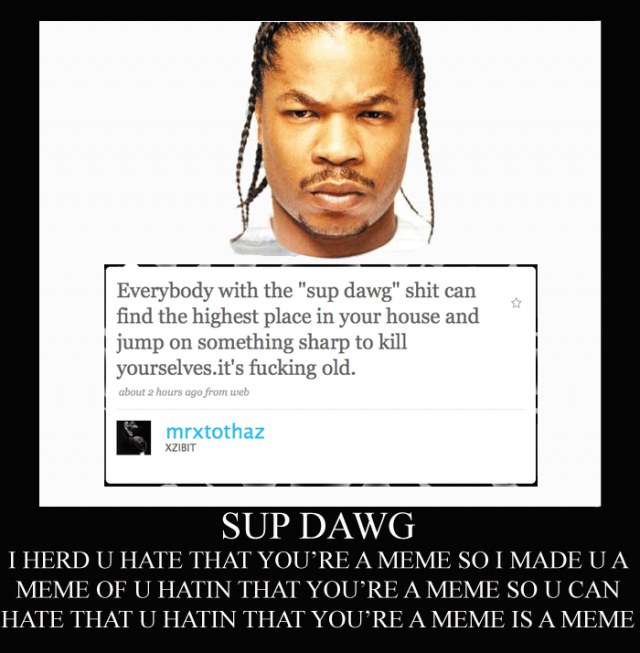 Everybody with the "sup dawg" shit can
find the highest place in your house and
jump on something sharp to kill
yourselves.it's fucking old.
about 2 hours ago from web
mrxtothaz
XZIBIT
SUP DAWG
I HERD U HATE THAT YOU’RE A MEME SO I MADE U A
MEME OF U HATIN THAT YOU’RE A MEME SO U CAN
HATE THAT U HATIN THAT YOU’RE A MEME IS A MEME